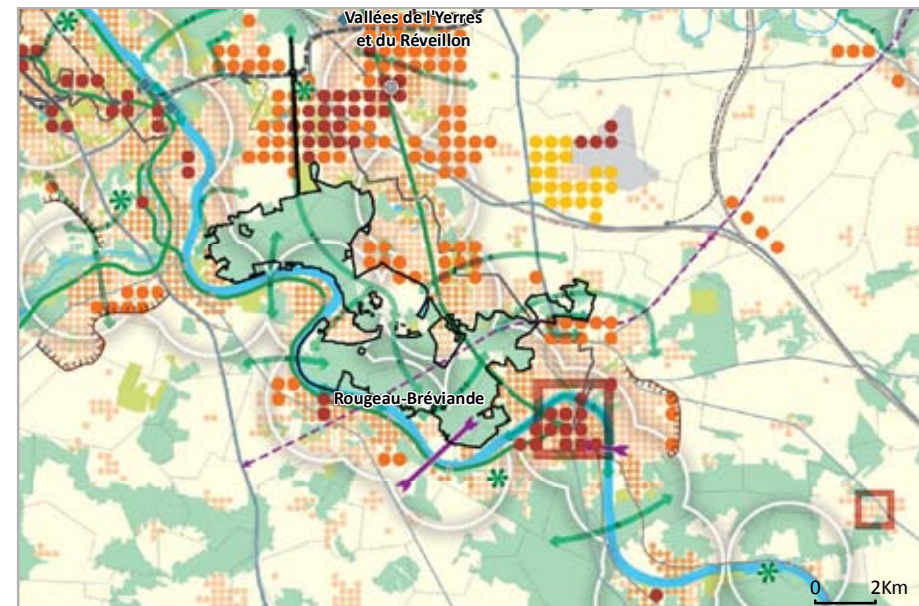 Vallées de l'Yerres
et du Réveillon
Rougeau-Bréviande
0 2Km